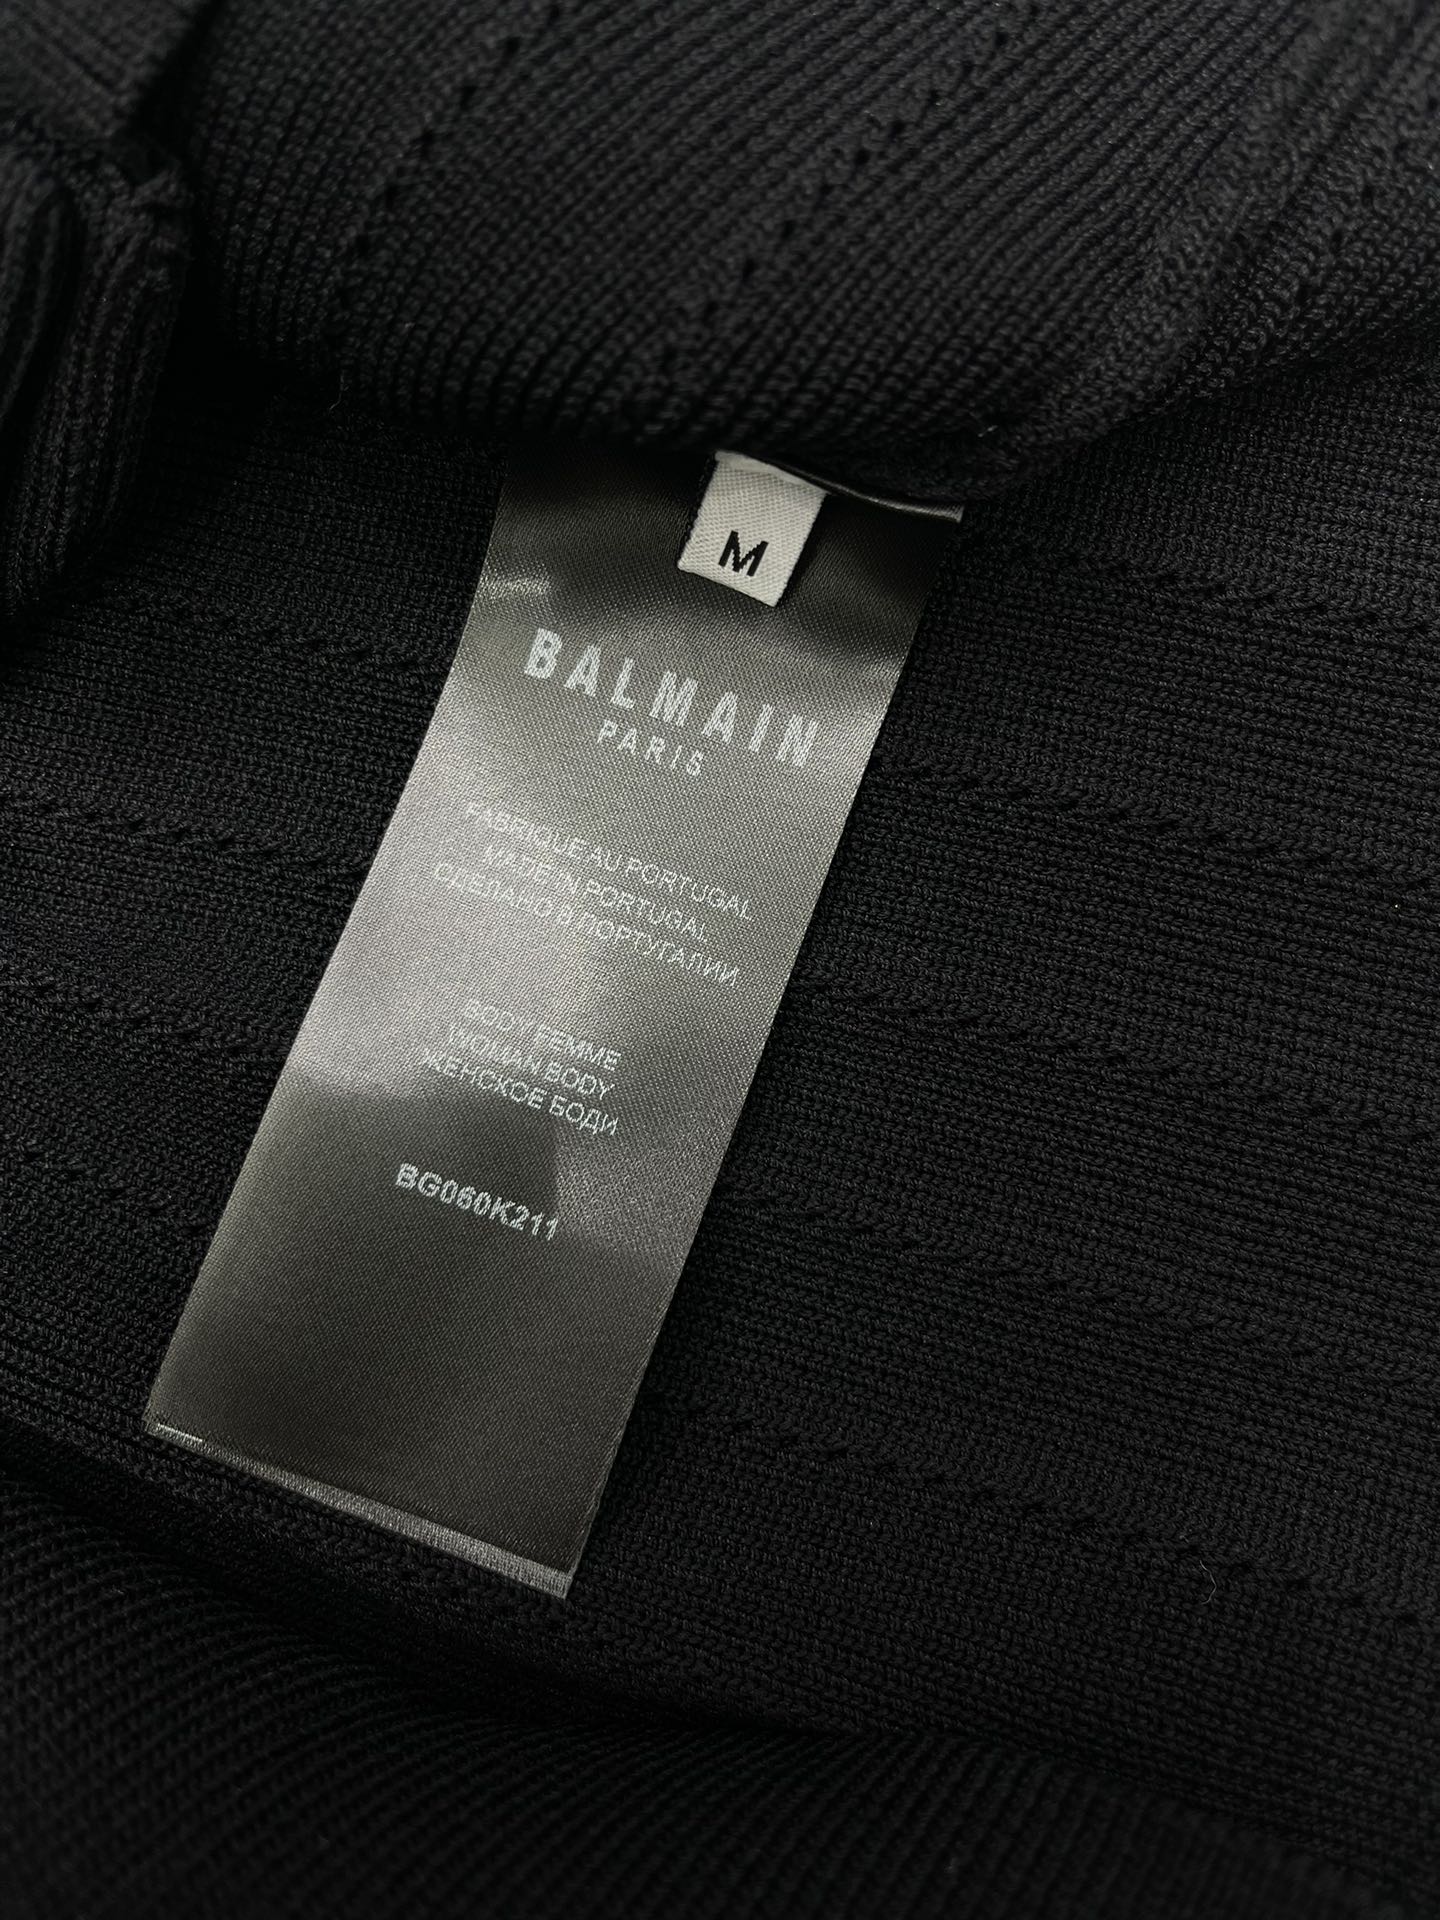 M
BALMAIN
PARIS
FABRIQUE AU PORTUGAL
MADE IN PORTUGAL
СДЕЛАНО В ПОРТУГАЛИИ
BODY FEMME
WOMAN BODY
ЖЕНСКОЕ БОДИ
BG060K211